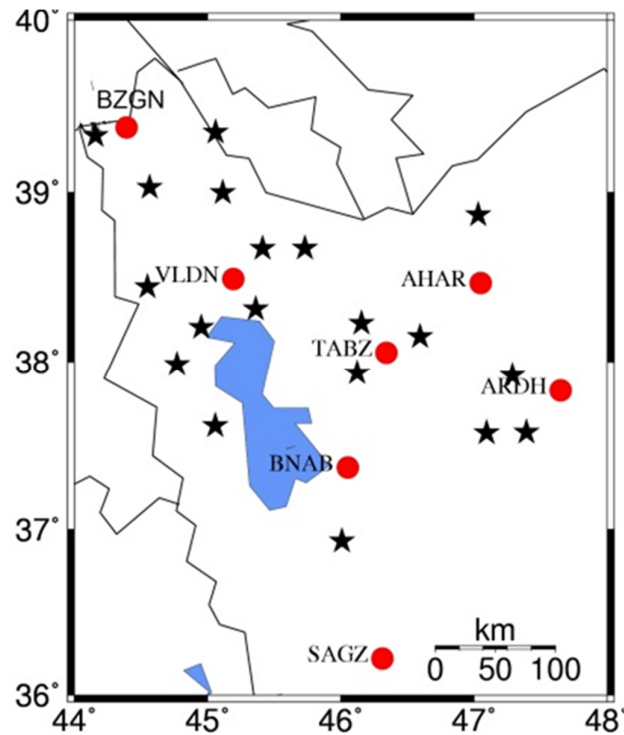 40°
BZGN
39°
VLDN
AHAR
TABZ
38°
ARDH
BNAB
37°
SAGZ
km
0 50 100
36°
44° 45° 46° 47° 48°